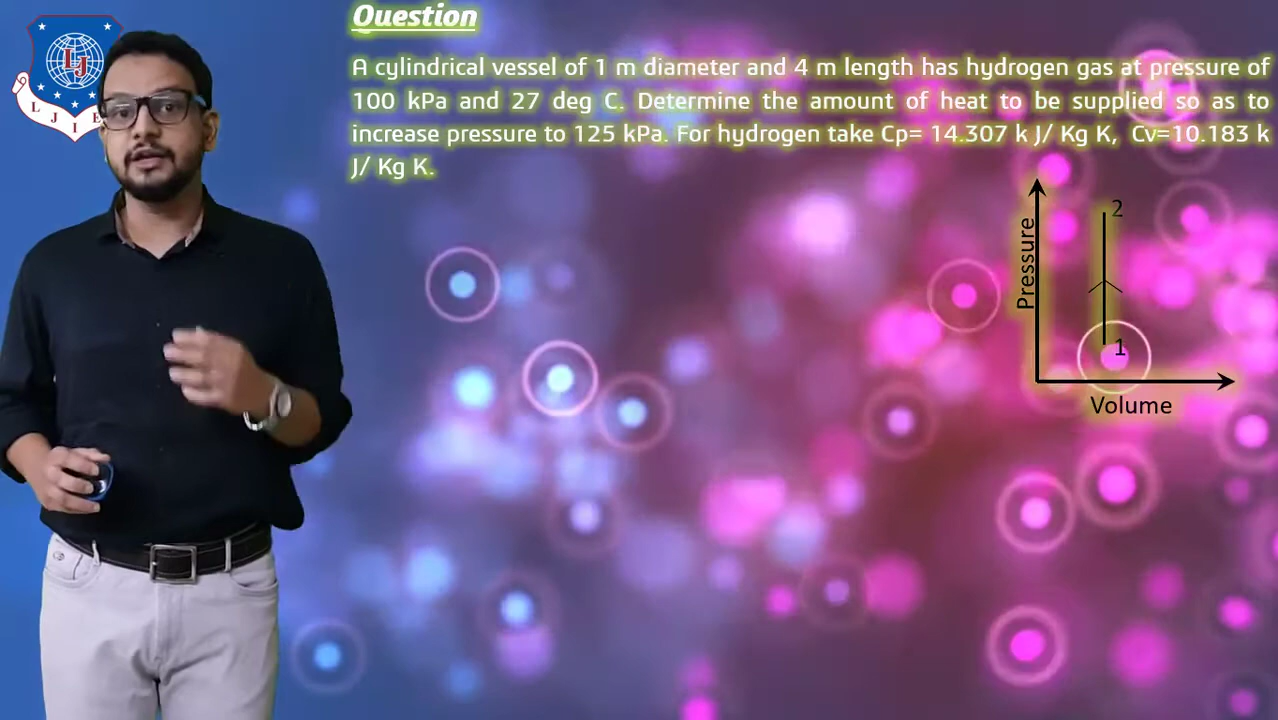 Question
A cylindrical vessel of 1 m diameter and 4 m length has hydrogen gas at pressure of
100 kPa and 27 deg C. Determine the amount of heat to be supplied so as to
increase pressure to 125 kPa. For hydrogen take Cp= 14.307 k J/ Kg K, Cv=10.183 k
J/ Kg K.
LJ
L J I E
2
Pressure
1
Volume